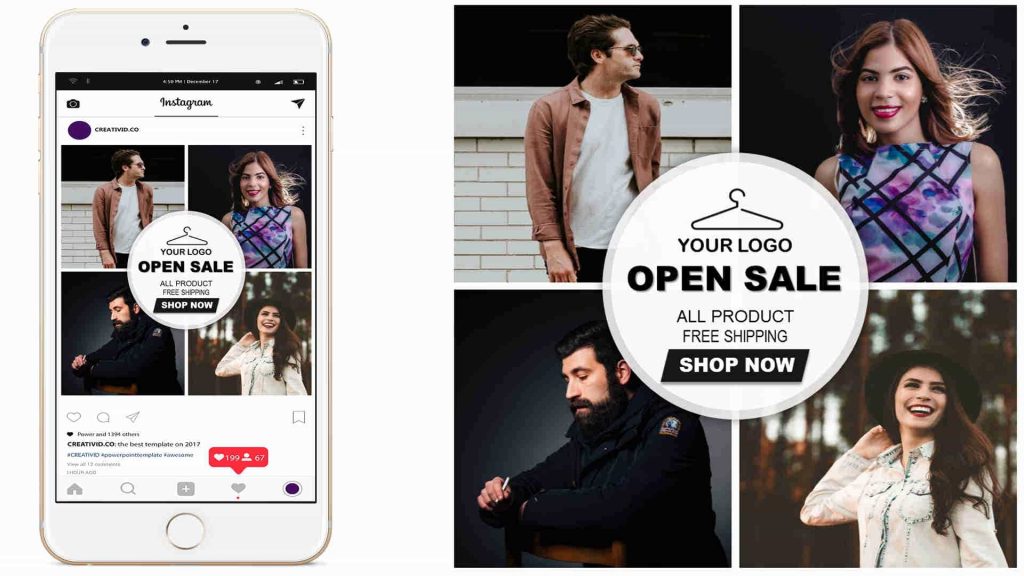 4:50 PM | December 17
Instagram
CREATIVID.CO
YOUR LOGO
OPEN SALE
ALL PRODUCT
FREE SHIPPING
SHOP NOW
Power and 1394 others
CREATIVID.CO: the best template on 2017
#CREATIVID #powerpointtemplate #awesome
View all 12 comments
1 HOUR AGO
199 67
YOUR LOGO
OPEN SALE
ALL PRODUCT
FREE SHIPPING
SHOP NOW